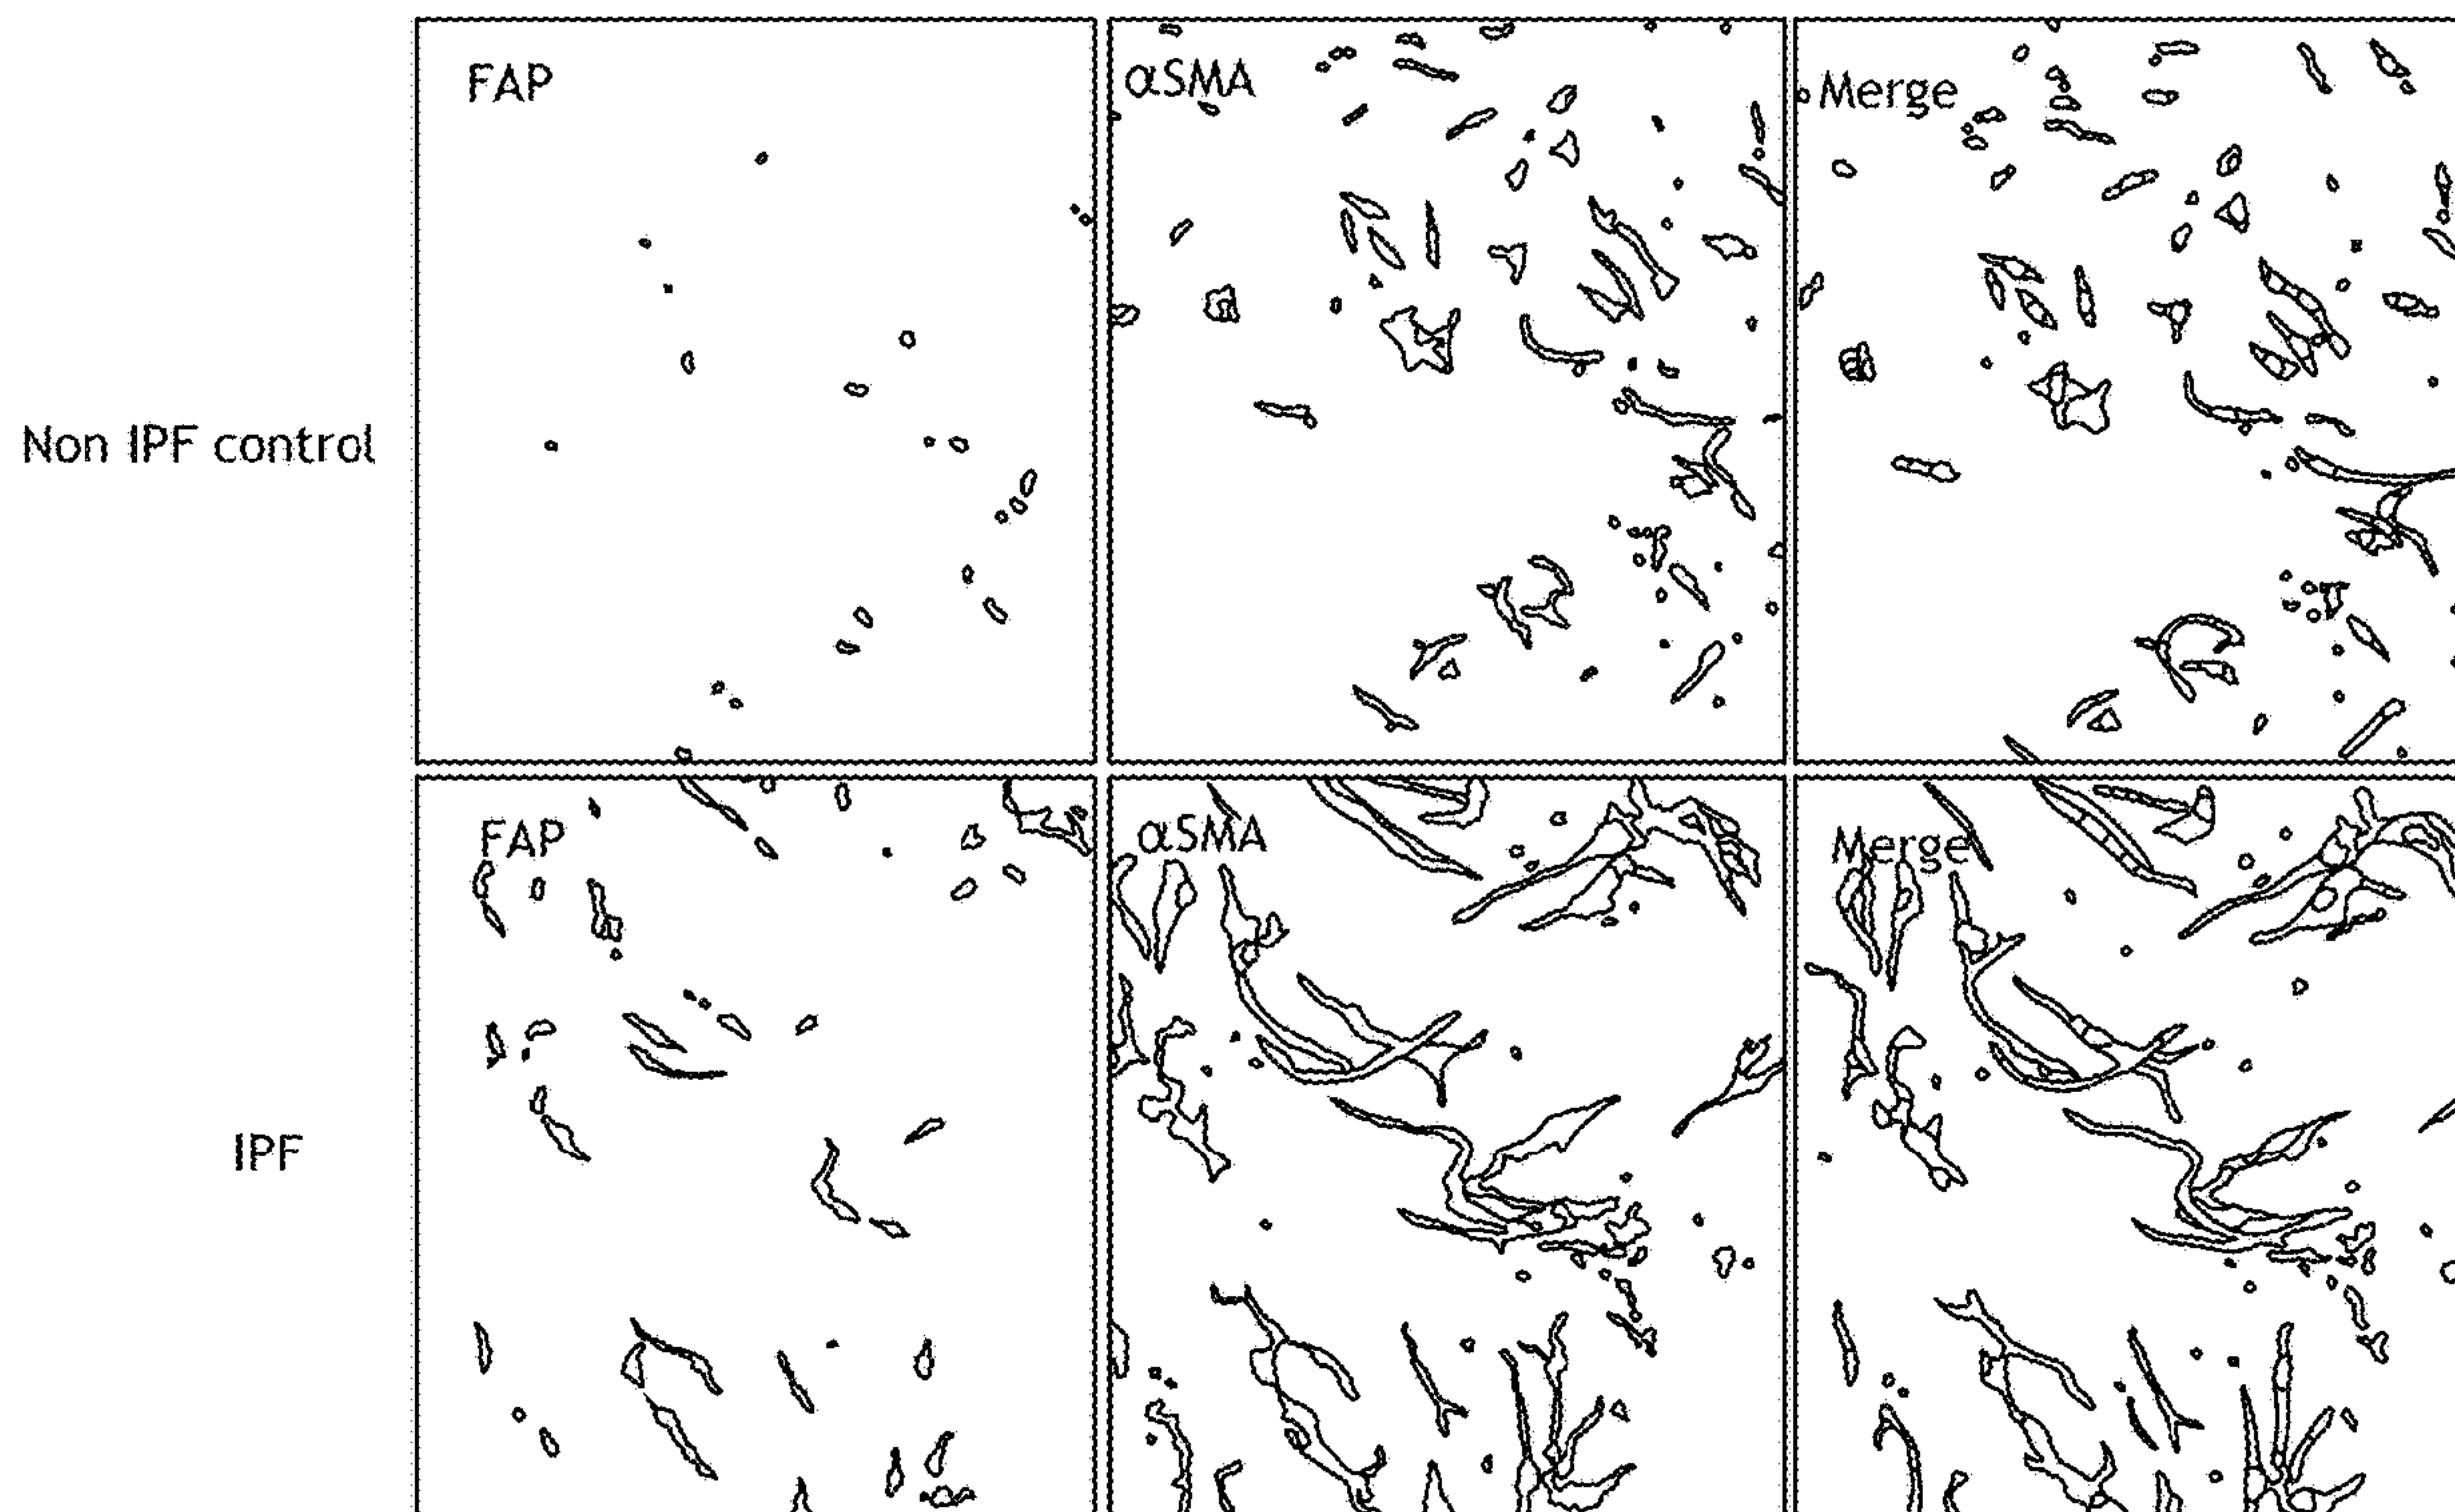 FAP
αSMA
Merge
Non IPF control
FAP
αSMA
Merge
IPF